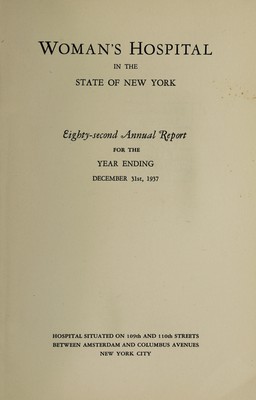 WOMAN'S HOSPITAL
IN THE
STATE OF NEW YORK
Eighty-second Annual Report
FOR THE
YEAR ENDING
DECEMBER 31st, 1937
HOSPITAL SITUATED ON 109th AND 110th STREETS
BETWEEN AMSTERDAM AND COLUMBUS AVENUES
NEW YORK CITY